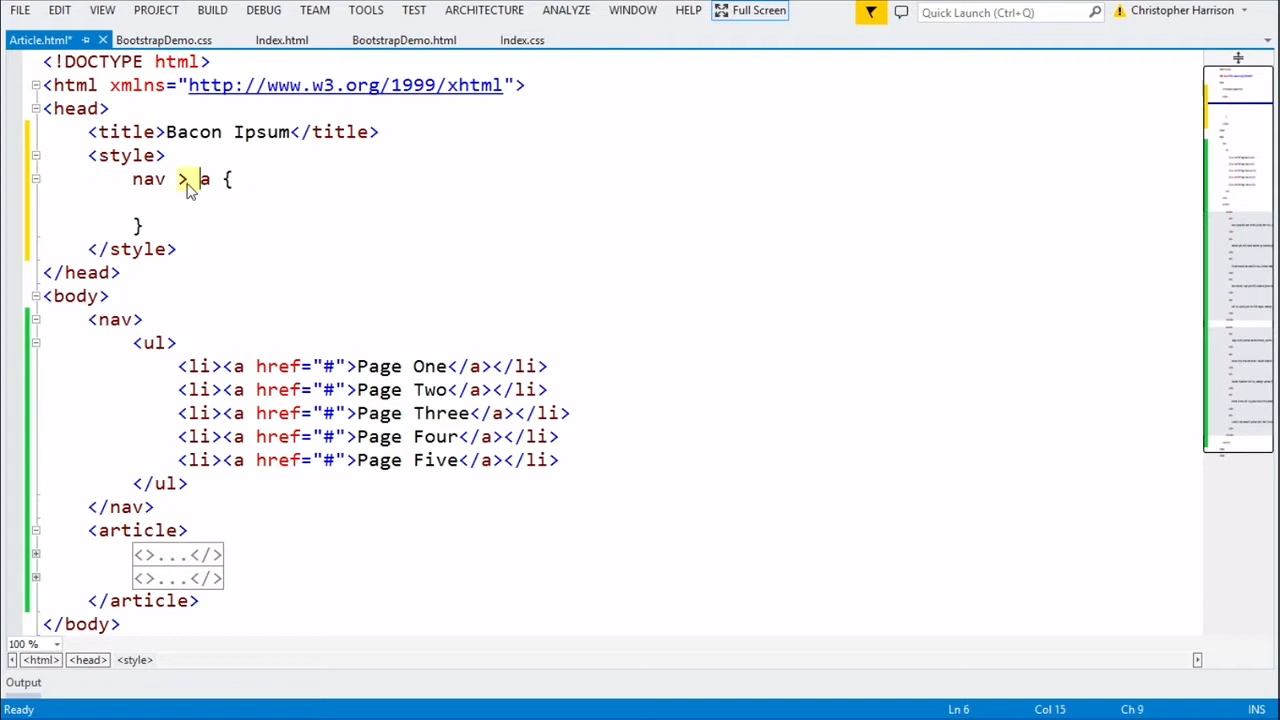 FILE EDIT VIEW PROJECT BUILD DEBUG TEAM TOOLS TEST ARCHITECTURE ANALYZE WINDOW HELP Full Screen Quick Launch (Ctrl+Q) Christopher Harrison
Article.html* BootstrapDemo.css Index.html BootstrapDemo.html Index.css
<!DOCTYPE html>
<html xmlns="http://www.w3.org/1999/xhtml">
<head>
<title>Bacon Ipsum</title>
<style>
nav > a {
}
</style>
</head>
<body>
<nav>
<ul>
<li><a href="#">Page One</a></li>
<li><a href="#">Page Two</a></li>
<li><a href="#">Page Three</a></li>
<li><a href="#">Page Four</a></li>
<li><a href="#">Page Five</a></li>
</ul>
</nav>
<article>
<>...</>
<>...</>
</article>
</body>
100 %
<html> <head> <style>
Output
Ready Ln 6 Col 15 Ch 9 INS